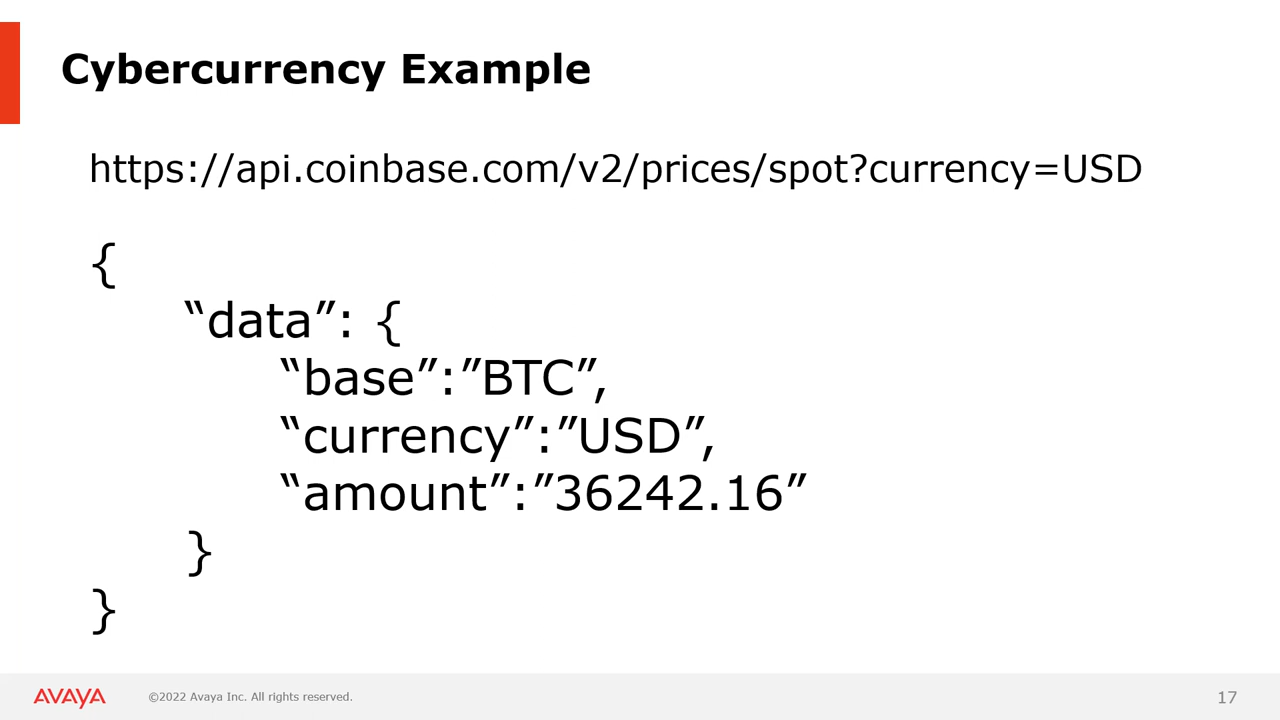 Cybercurrency Example
https://api.coinbase.com/v2/prices/spot?currency=USD
{
“data”: {
“base”:”BTC”,
“currency”:”USD”,
“amount”:”36242.16”
}
}
AVAYA
©2022 Avaya Inc. All rights reserved.
17